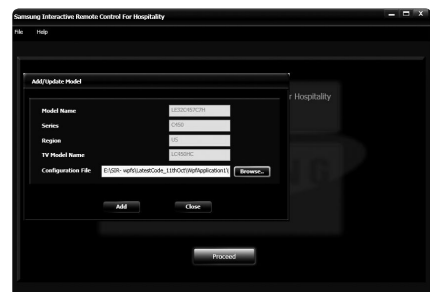 Samsung Interactive Remote Control For Hospitality
File Help
r Hospitality
Add/Update Model
Model Name LE32C457C7H
Series C450
Region US
TV Model Name LC450HC
Configuration File E:\SIR- wpfs\LatestCode_11thOct\WpfApplication1\ Browse..
Add Close
Proceed